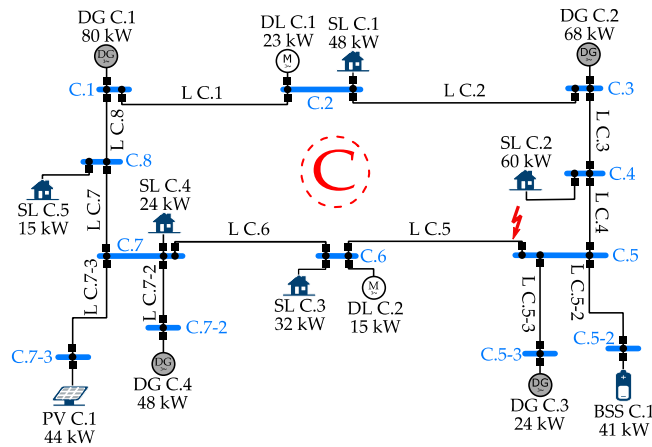 DG C.1
80 kW
DL C.1
23 kW
SL C.1
48 kW
DG C.2
68 kW
DG
M
DG
C.1
L C.1
C.2
L C.2
C.3
L C.8
L C.3
C.8
C
SL C.2
60 kW
C.4
SL C.5
15 kW
L C.7
SL C.4
24 kW
L C.4
C.7
L C.6
C.6
L C.5
C.5
L C.7-3
L C.7-2
SL C.3
32 kW
M
DL C.2
15 kW
L C.5-3
L C.5-2
C.7-3
C.7-2
C.5-3
C.5-2
DG
DG
PV C.1
44 kW
DG C.4
48 kW
DG C.3
24 kW
BSS C.1
41 kW